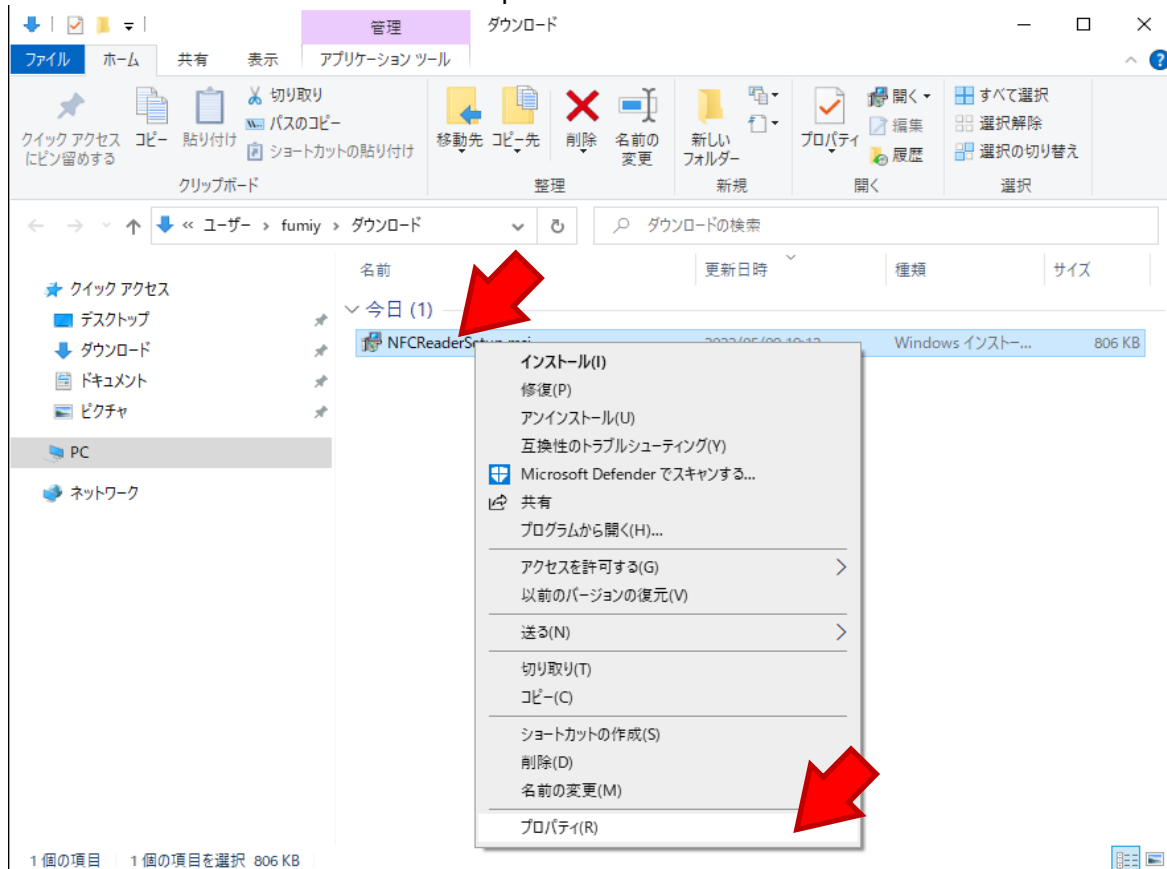 管理
ダウンロード
ファイル ホーム 共有 表示 アプリケーション ツール
クイック アクセス
にピン留めする
コピー
貼り付け
切り取り
パスのコピー
ショートカットの貼り付け
クリップボード
移動先
コピー先
削除
名前の
変更
整理
新しい
フォルダー
新規
プロパティ
開く
編集
履歴
開く
すべて選択
選択解除
選択の切り替え
選択
« ユーザー › fumiy › ダウンロード
ダウンロードの検索
名前 更新日時 種類 サイズ
クイック アクセス
デスクトップ
ダウンロード
ドキュメント
ピクチャ
PC
ネットワーク
今日 (1)
Windows インストー... 806 KB
インストール(I)
修復(P)
アンインストール(U)
互換性のトラブルシューティング(Y)
Microsoft Defender でスキャンする...
共有
プログラムから開く(H)...
アクセスを許可する(G)
以前のバージョンの復元(V)
送る(N)
切り取り(T)
コピー(C)
ショートカットの作成(S)
削除(D)
名前の変更(M)
プロパティ(R)
1 個の項目 1 個の項目を選択 806 KB